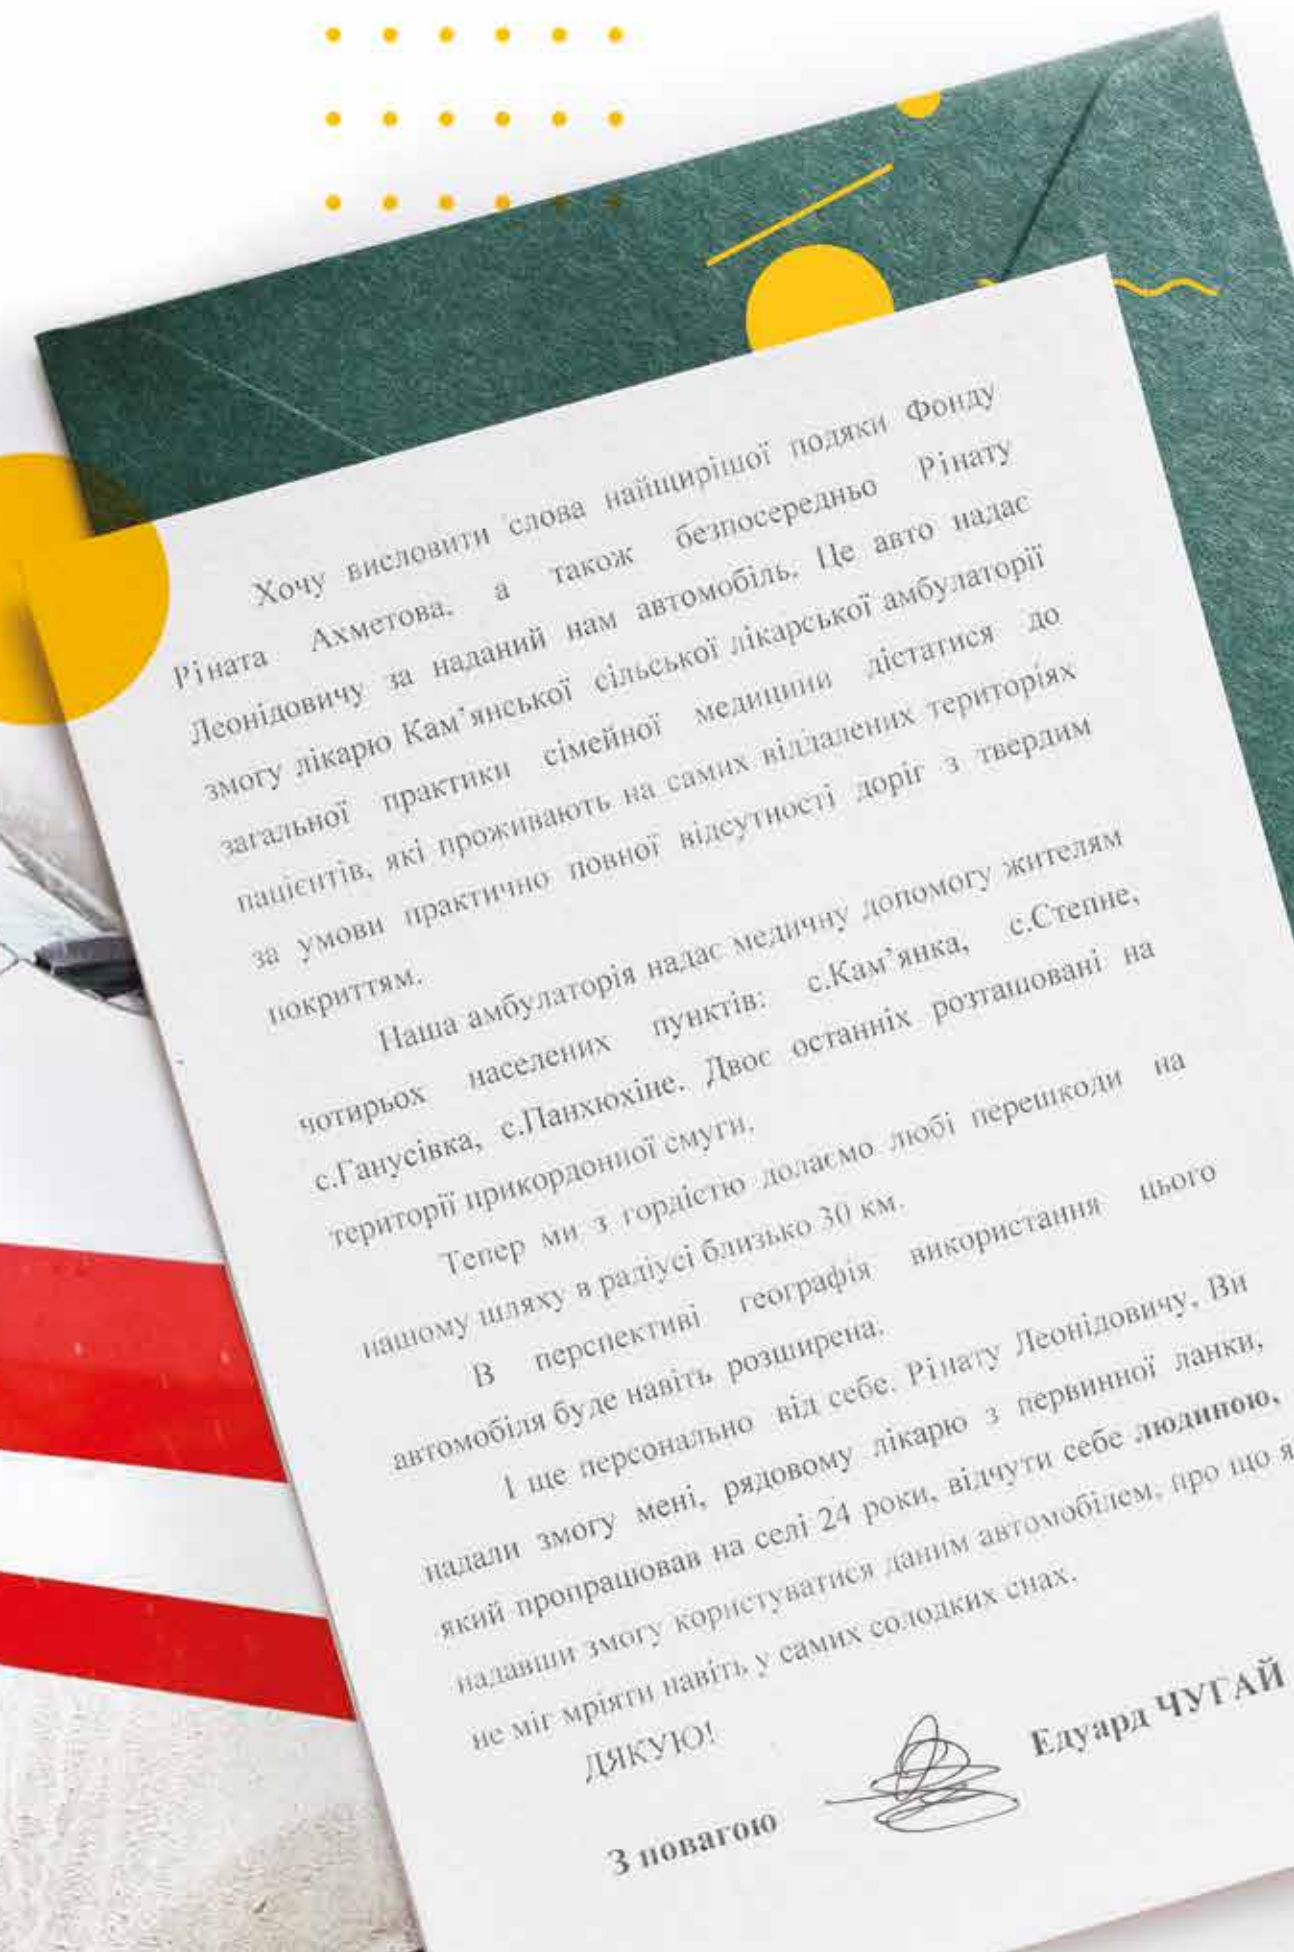 Хочу висловити слова найщирішої подяки Фонду
Ріната Ахметова, а також безпосередньо Рінату
Леонідовичу за наданий нам автомобіль. Це авто надає
змогу лікарю Кам'янської сільської лікарської амбулаторії
загальної практики сімейної медицини дістатися до
пацієнтів, які проживають на самих віддалених територіях
за умови практично повної відсутності доріг з твердим
покриттям.
Наша амбулаторія надає медичну допомогу жителям
чотирьох населених пунктів: с.Кам'янка, с.Степне,
с.Ганусівка, с.Панхюхіне. Двоє останніх розташовані на
території прикордонної смуги.
Тепер ми з гордістю долаємо любі перешкоди на
нашому шляху в радіусі близько 30 км.
В перспективі географія використання цього
автомобіля буде навіть розширена.
І ще персонально від себе. Рінату Леонідовичу, Ви
надали змогу мені, рядовому лікарю з первинної ланки,
який пропрацював на селі 24 роки, відчути себе людиною,
надавши змогу користуватися даним автомобілем, про що я
не міг мріяти навіть у самих солодких снах.
ДЯКУЮ!
З повагою Едуард ЧУГАЙ